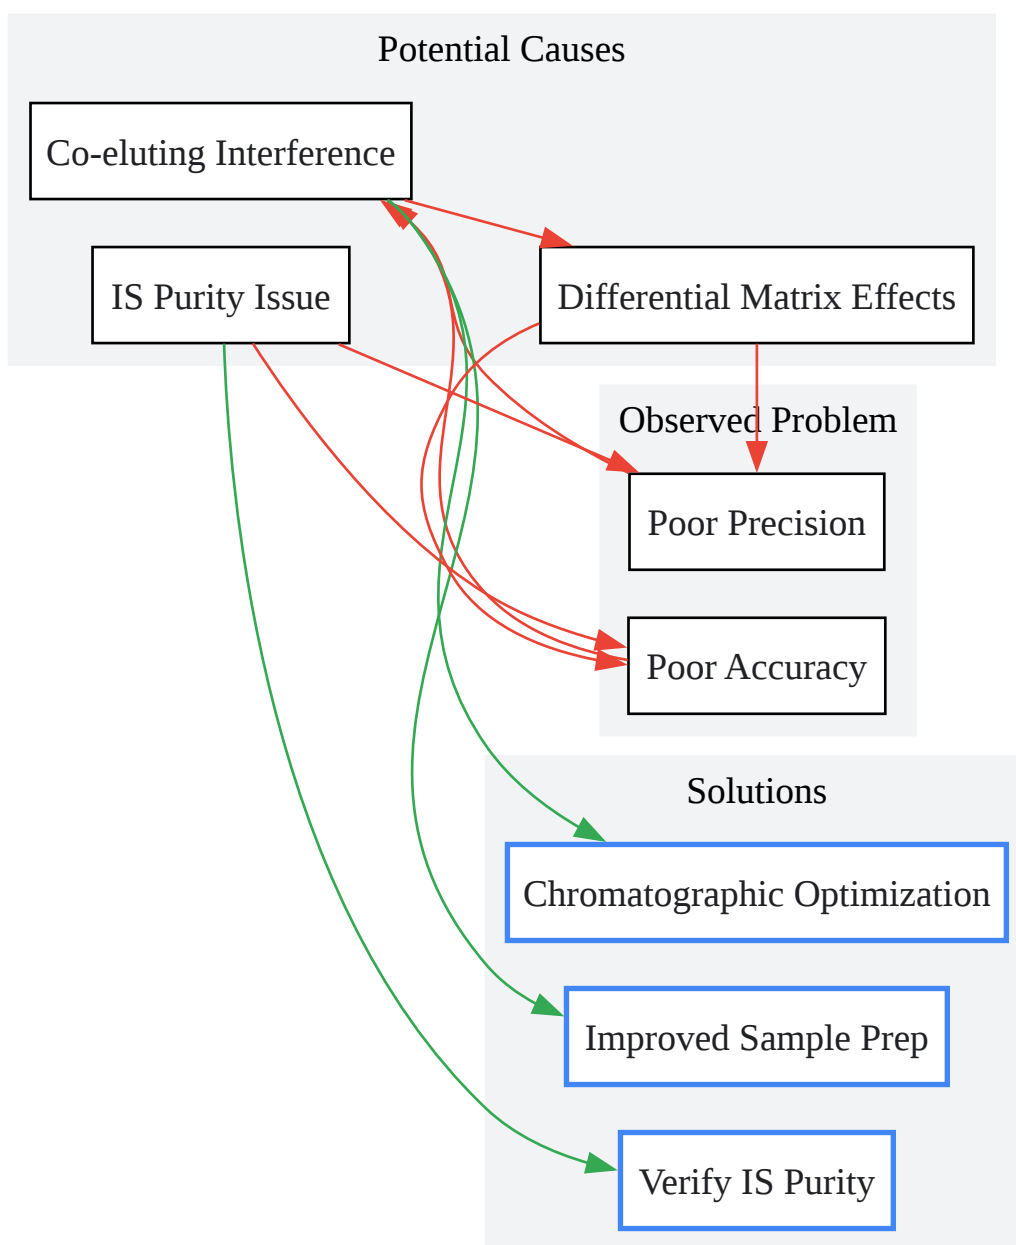 Potential Causes
Co-eluting Interference
IS Purity Issue
Differential Matrix Effects
Observed Problem
Poor Precision
Poor Accuracy
Solutions
Chromatographic Optimization
Improved Sample Prep
Verify IS Purity